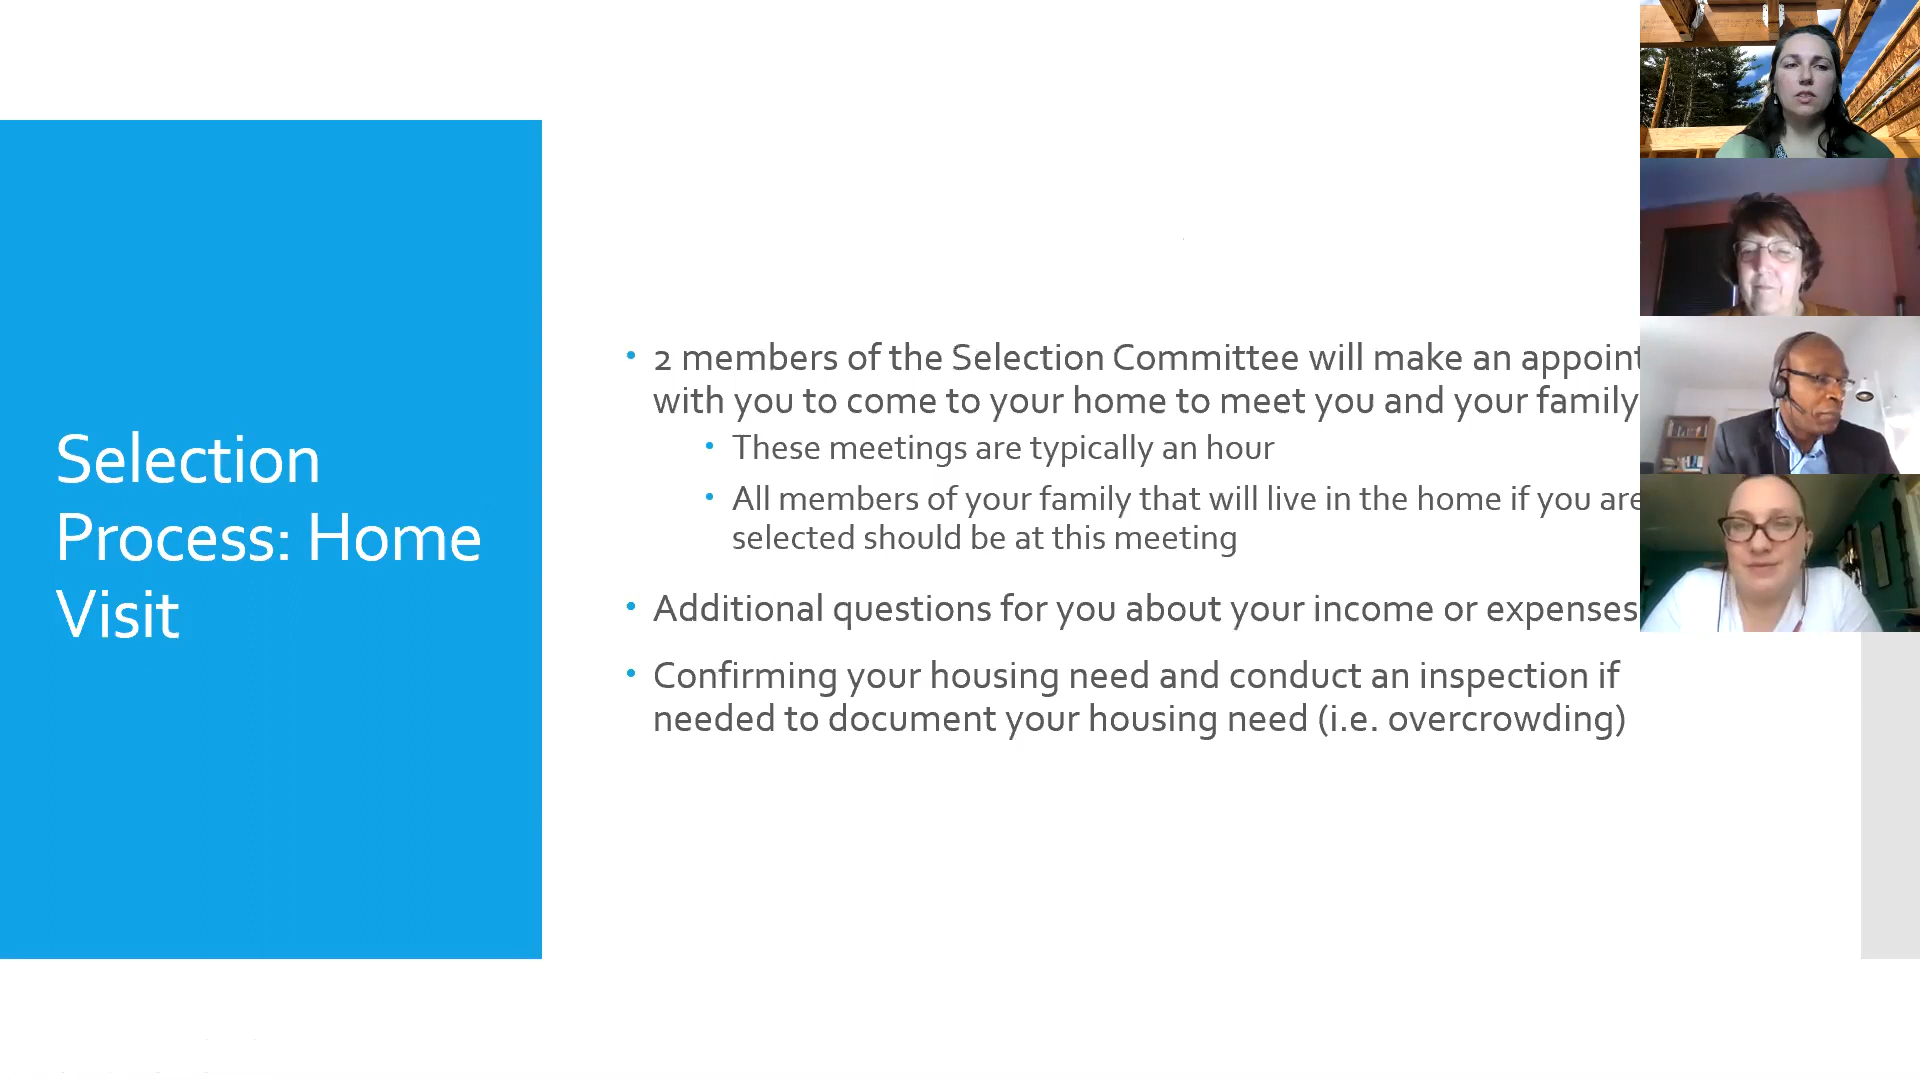 Selection
Process: Home
Visit
• 2 members of the Selection Committee will make an appoint
with you to come to your home to meet you and your family
• These meetings are typically an hour
• All members of your family that will live in the home if you are
selected should be at this meeting
• Additional questions for you about your income or expenses
• Confirming your housing need and conduct an inspection if
needed to document your housing need (i.e. overcrowding)